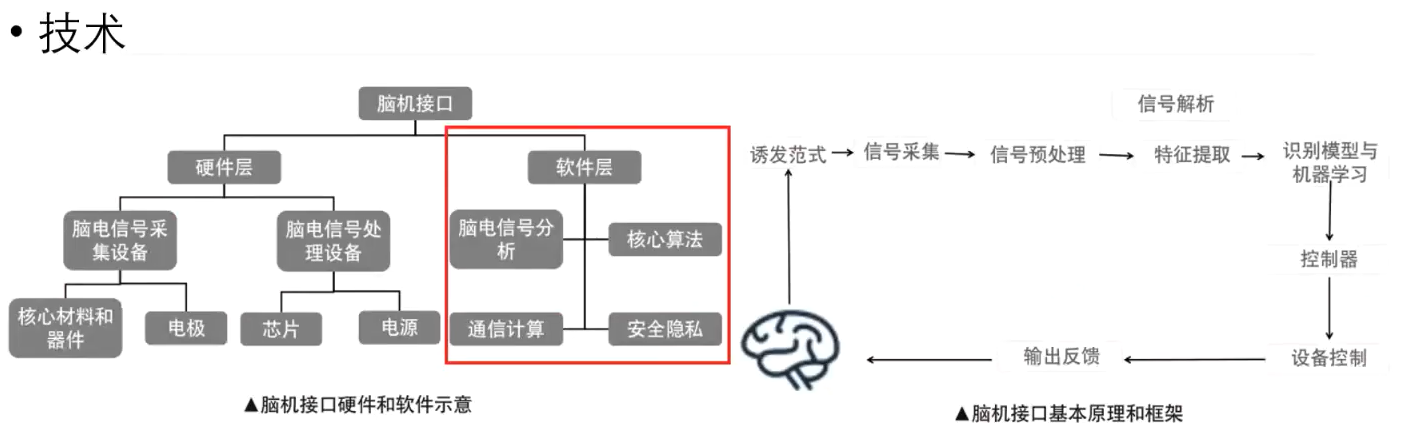 • 技术
脑机接口
硬件层
软件层
脑电信号采
集设备
脑电信号处
理设备
脑电信号分
析
核心算法
核心材料和
器件
电极
芯片
电源
通信计算
安全隐私
▲脑机接口硬件和软件示意
信号解析
诱发范式
信号采集
信号预处理
特征提取
识别模型与
机器学习
控制器
设备控制
输出反馈
▲脑机接口基本原理和框架